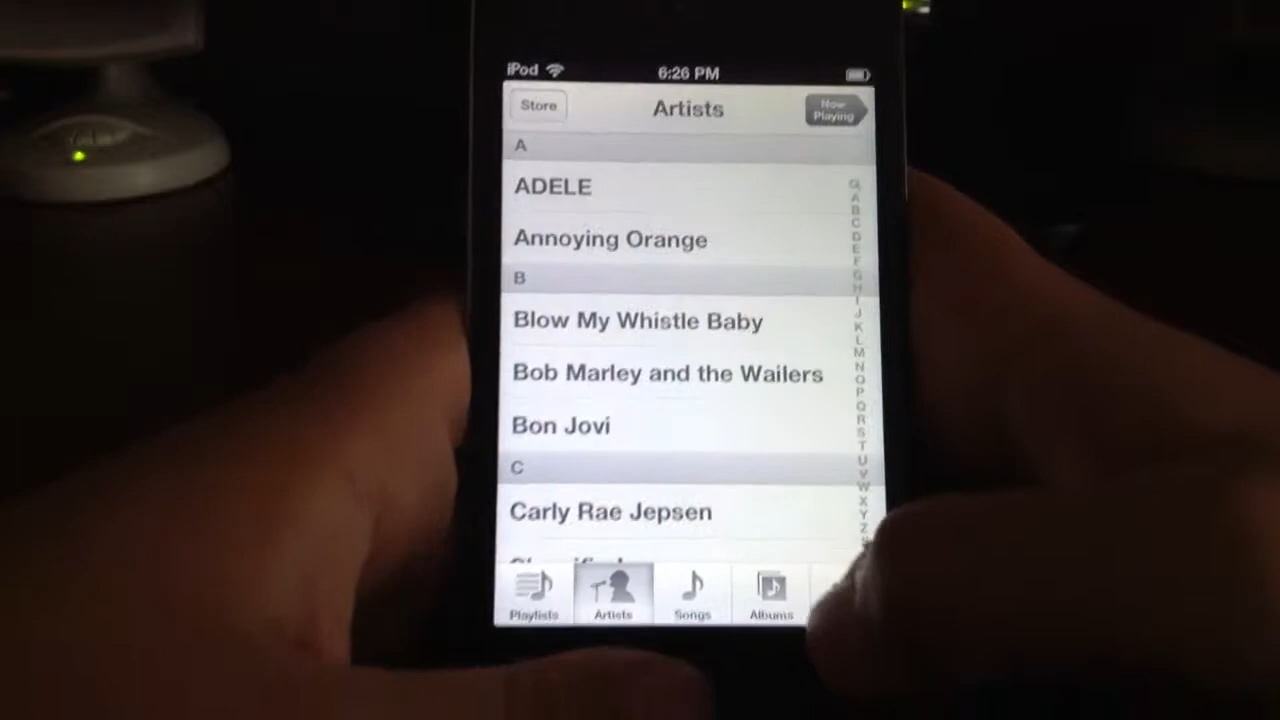 iPod 6:26 PM
Store Artists Now Playing
A
ADELE
Annoying Orange
B
Blow My Whistle Baby
Bob Marley and the Wailers
Bon Jovi
C
Carly Rae Jepsen
A
B
C
D
E
F
G
H
I
J
K
L
M
N
O
P
Q
R
S
T
U
V
W
X
Y
Z
Playlists Artists Songs Albums